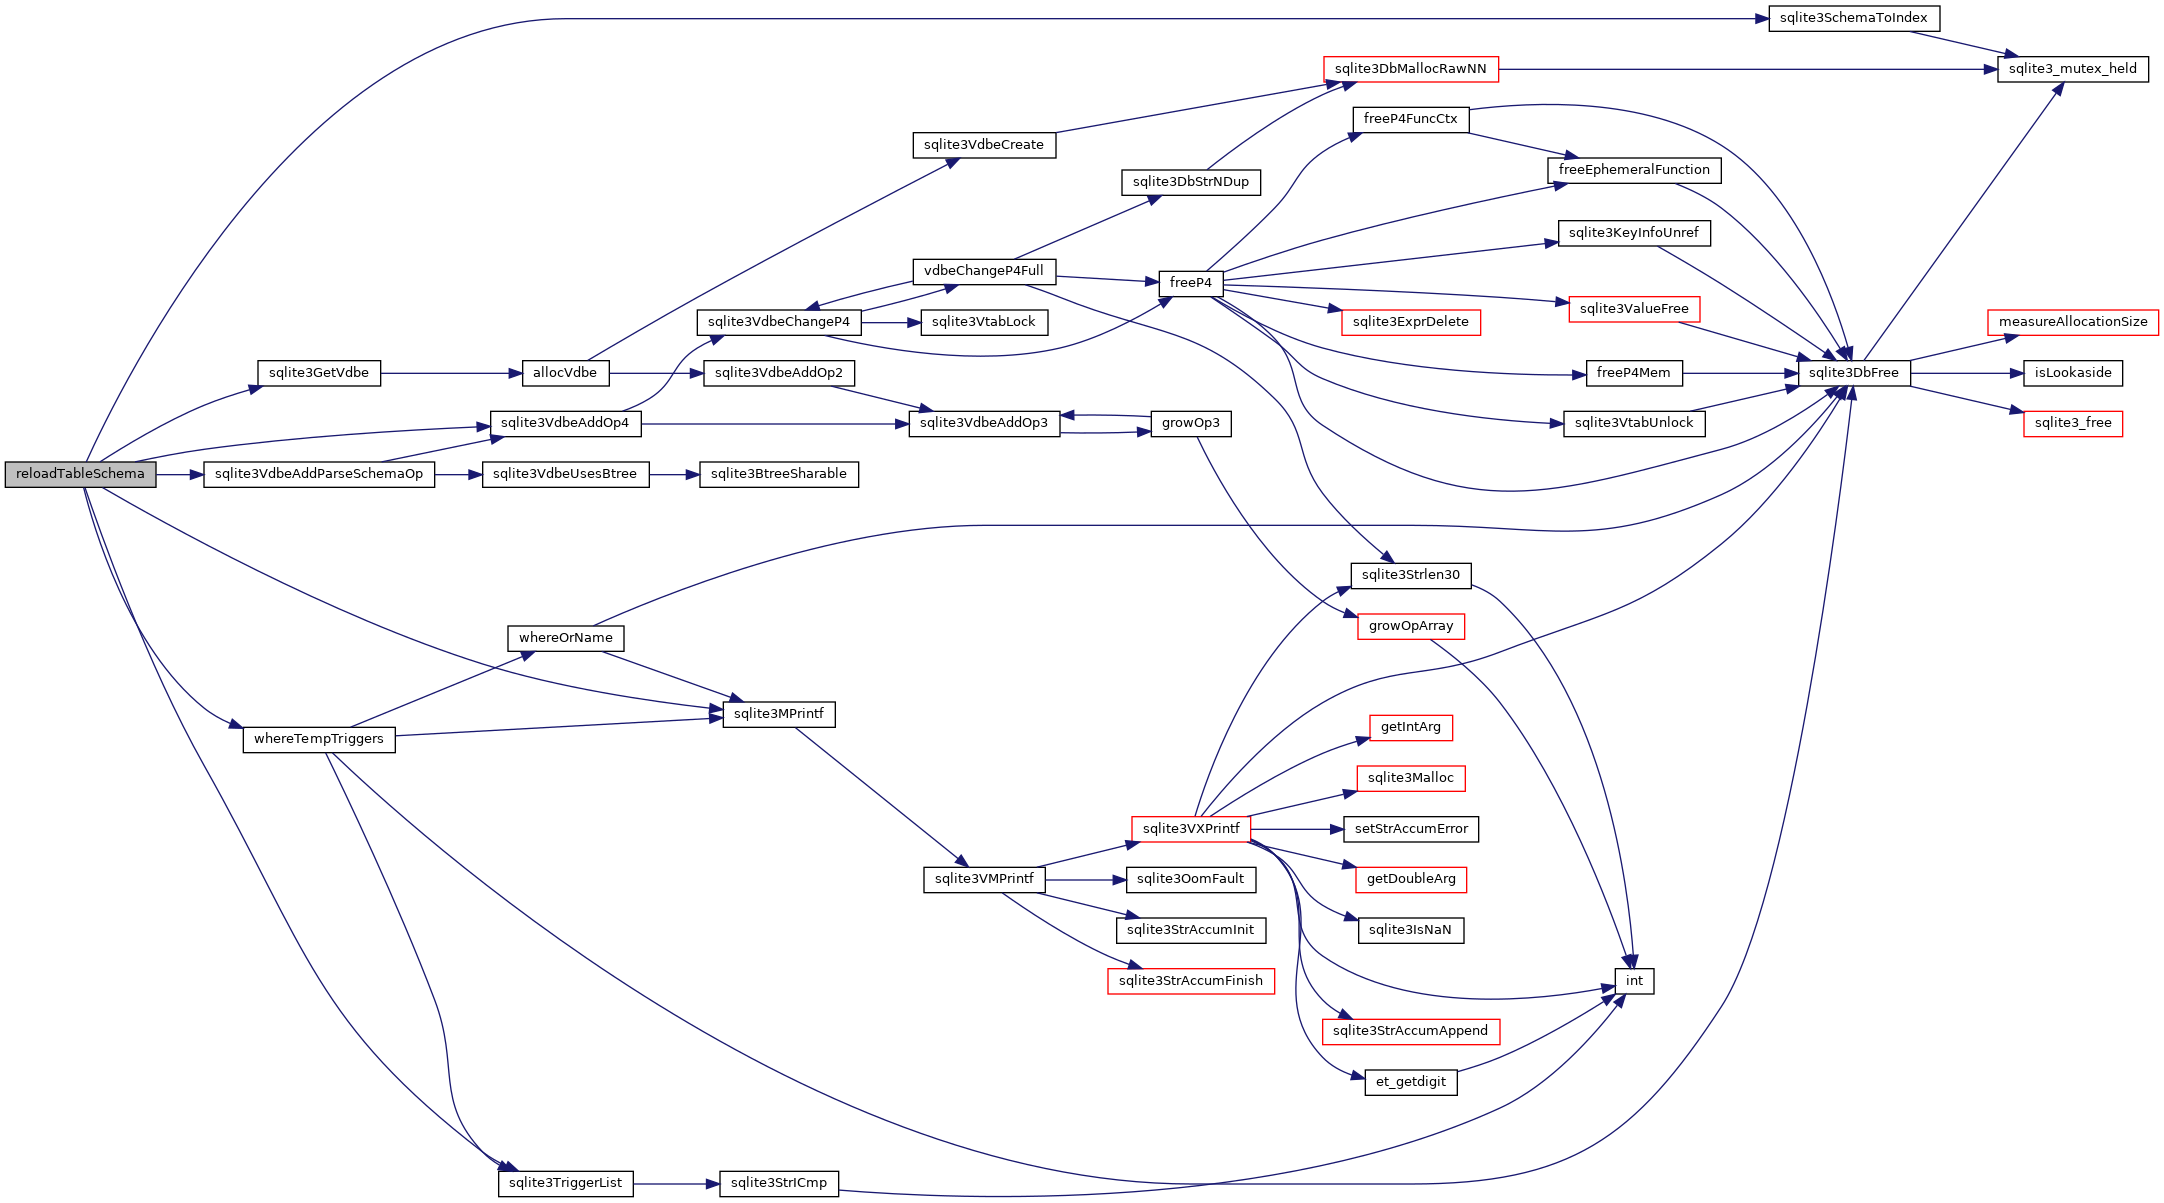 sqlite3SchemaToIndex
sqlite3DbMallocRawNN
sqlite3_mutex_held
freeP4FuncCtx
sqlite3VdbeCreate
freeEphemeralFunction
sqlite3DbStrNDup
sqlite3KeyInfoUnref
vdbeChangeP4Full
freeP4
sqlite3ValueFree
sqlite3VdbeChangeP4
sqlite3VtabLock
sqlite3ExprDelete
measureAllocationSize
sqlite3GetVdbe
allocVdbe
sqlite3VdbeAddOp2
freeP4Mem
sqlite3DbFree
isLookaside
sqlite3VdbeAddOp4
sqlite3VdbeAddOp3
growOp3
sqlite3VtabUnlock
sqlite3_free
reloadTableSchema
sqlite3VdbeAddParseSchemaOp
sqlite3VdbeUsesBtree
sqlite3BtreeSharable
sqlite3Strlen30
growOpArray
whereOrName
sqlite3MPrintf
getIntArg
whereTempTriggers
sqlite3Malloc
sqlite3VXPrintf
setStrAccumError
sqlite3VMPrintf
sqlite3OomFault
getDoubleArg
sqlite3StrAccumInit
sqlite3IsNaN
sqlite3StrAccumFinish
int
sqlite3StrAccumAppend
et_getdigit
sqlite3TriggerList
sqlite3StrICmp